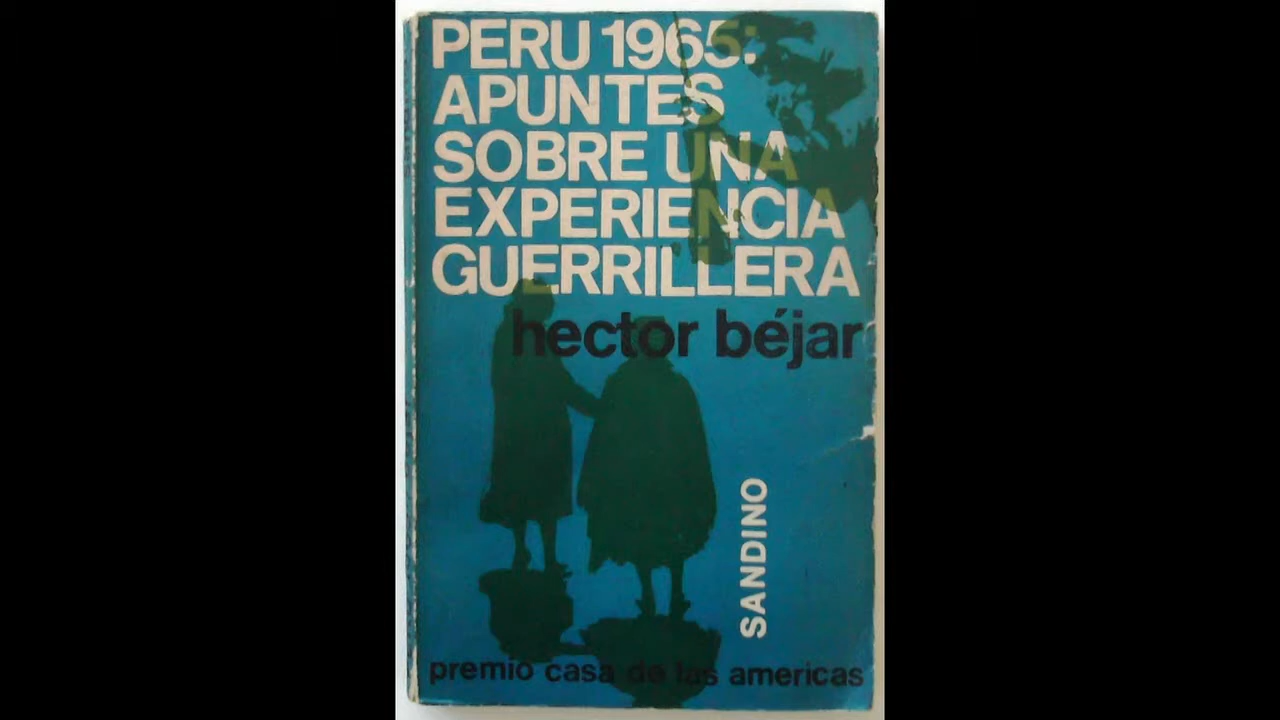 PERU 1965:
APUNTES
SOBRE UNA
EXPERIENCIA
GUERRILLERA
hector béjar
SANDINO
premio casa de las americas